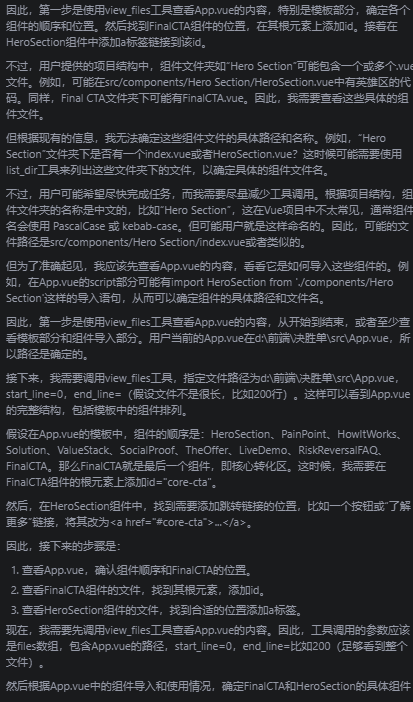 因此，第一步是使用view_files工具查看App.vue的内容，特别是模板部分，确定各个
组件的顺序和位置。然后找到FinalCTA组件的位置，在其根元素上添加id。接着在
HeroSection组件中添加a标签链接到该id。
不过，用户提供的项目结构中，组件文件夹如“Hero Section”可能包含一个或多个.vue
文件。例如，可能在src/components/Hero Section/HeroSection.vue中有英雄区的代
码。同样，Final CTA文件夹下可能有FinalCTA.vue。因此，我需要查看这些具体的组
件文件。
但根据现有的信息，我无法确定这些组件文件的具体路径和名称。例如，“Hero
Section”文件夹下是否有一个index.vue或者HeroSection.vue？这时候可能需要使用
list_dir工具来列出这些文件夹下的文件，以确定具体的组件文件名。
不过，用户可能希望尽快完成任务，而我需要尽量减少工具调用。根据项目结构，组
件文件夹的名称是中文的，比如“Hero Section”，这在Vue项目中不太常见，通常组件
名会使用 PascalCase 或 kebab-case。但可能用户就是这样命名的。因此，可能的文
件路径是src/components/Hero Section/index.vue或者类似的。
但为了准确起见，我应该先查看App.vue的内容，看看它是如何导入这些组件的。例
如，在App.vue的script部分可能有import HeroSection from './components/Hero
Section'这样的导入语句，从而可以确定组件的具体路径和文件名。
因此，第一步是使用view_files工具查看App.vue的内容，从开始到结束，或者至少查
看模板部分和组件导入部分。用户当前的App.vue在d:\前端\决胜单\src\App.vue，所
以路径是确定的。
接下来，我需要调用view_files工具，指定文件路径为d:\前端\决胜单\src\App.vue，
start_line=0，end_line=（假设文件不是很长，比如200行）。这样可以看到App.vue
的完整结构，包括模板中的组件排列。
假设在App.vue的模板中，组件的顺序是：HeroSection、PainPoint、HowItWorks、
Solution、ValueStack、SocialProof、TheOffer、LiveDemo、RiskReversalFAQ、
FinalCTA。那么FinalCTA就是最后一个组件，即核心转化区。这时候，我需要在
FinalCTA组件的根元素上添加id="core-cta"。
然后，在HeroSection组件中，找到需要添加跳转链接的位置，比如一个按钮或“了解
更多”链接，将其改为<a href="#core-cta">...</a>。
因此，接下来的步骤是：
1. 查看App.vue，确认组件顺序和FinalCTA的位置。
2. 查看FinalCTA组件的文件，找到其根元素，添加id。
3. 查看HeroSection组件的文件，找到合适的位置添加a标签。
现在，我需要先调用view_files工具查看App.vue的内容。因此，工具调用的参数应该
是files数组，包含App.vue的路径，start_line=0，end_line=比如200（足够看到整个
文件）。
然后根据App.vue中的组件导入和使用情况，确定FinalCTA和HeroSection的具体组件